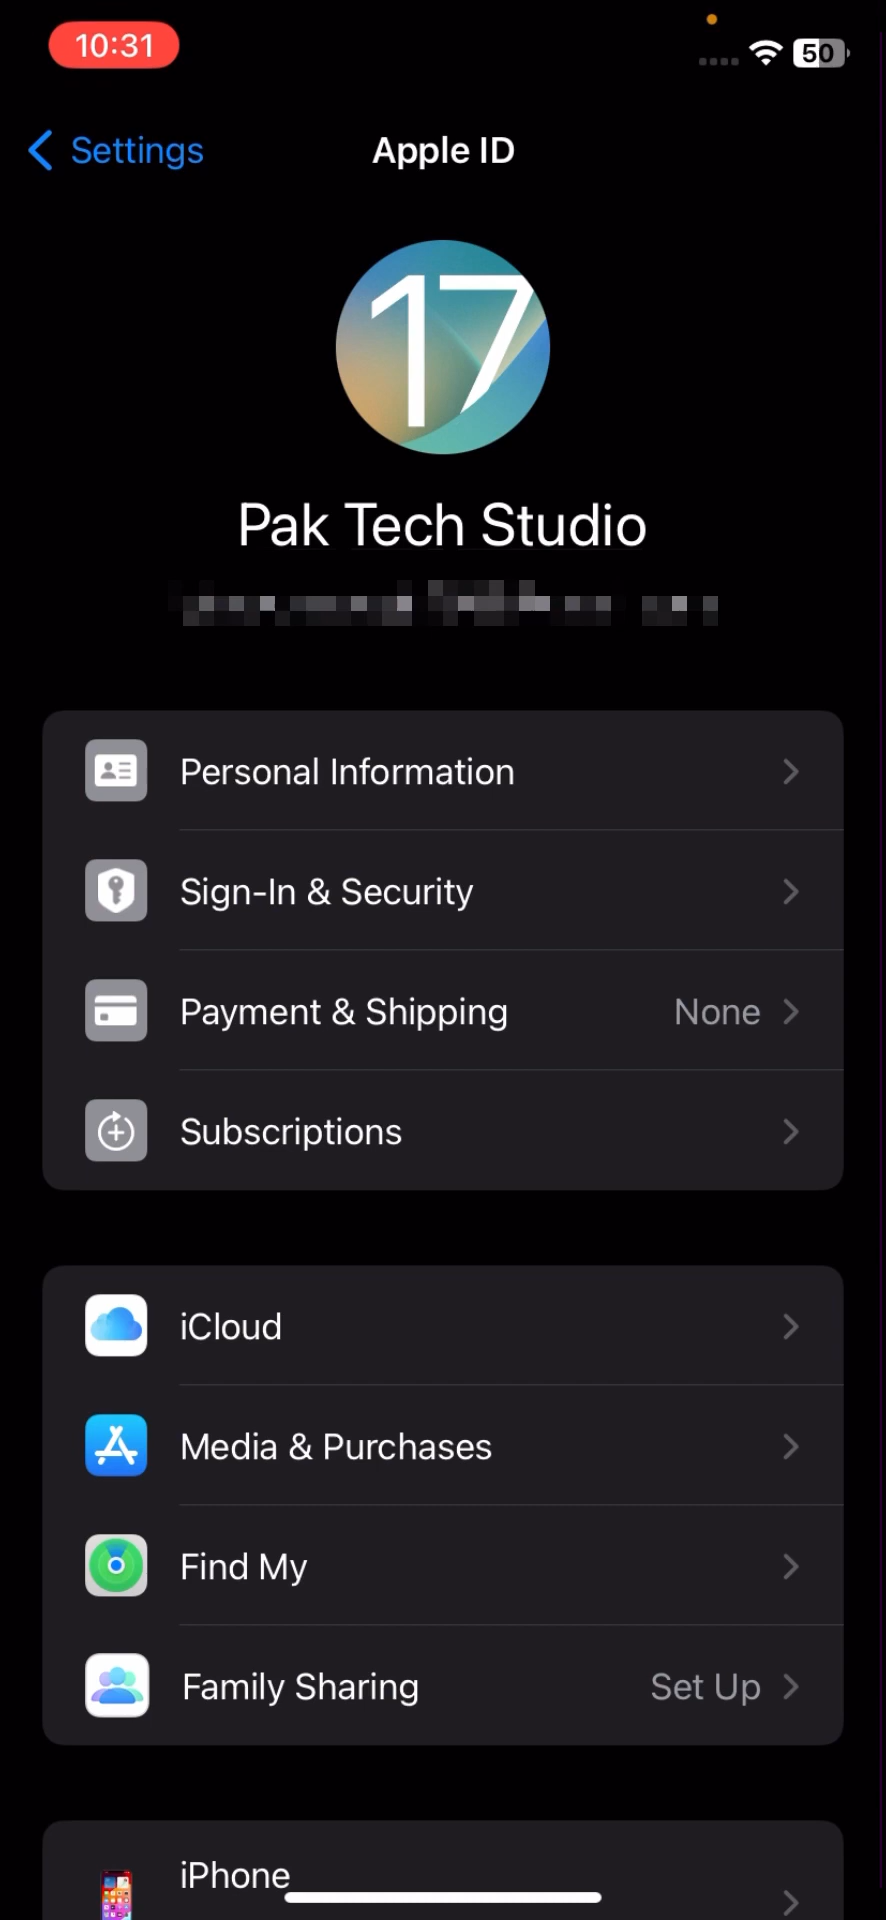 10:31
50
Settings
Apple ID
17
Pak Tech Studio
Personal Information
Sign-In & Security
Payment & Shipping
None
Subscriptions
iCloud
Media & Purchases
Find My
Family Sharing
Set Up
iPhone